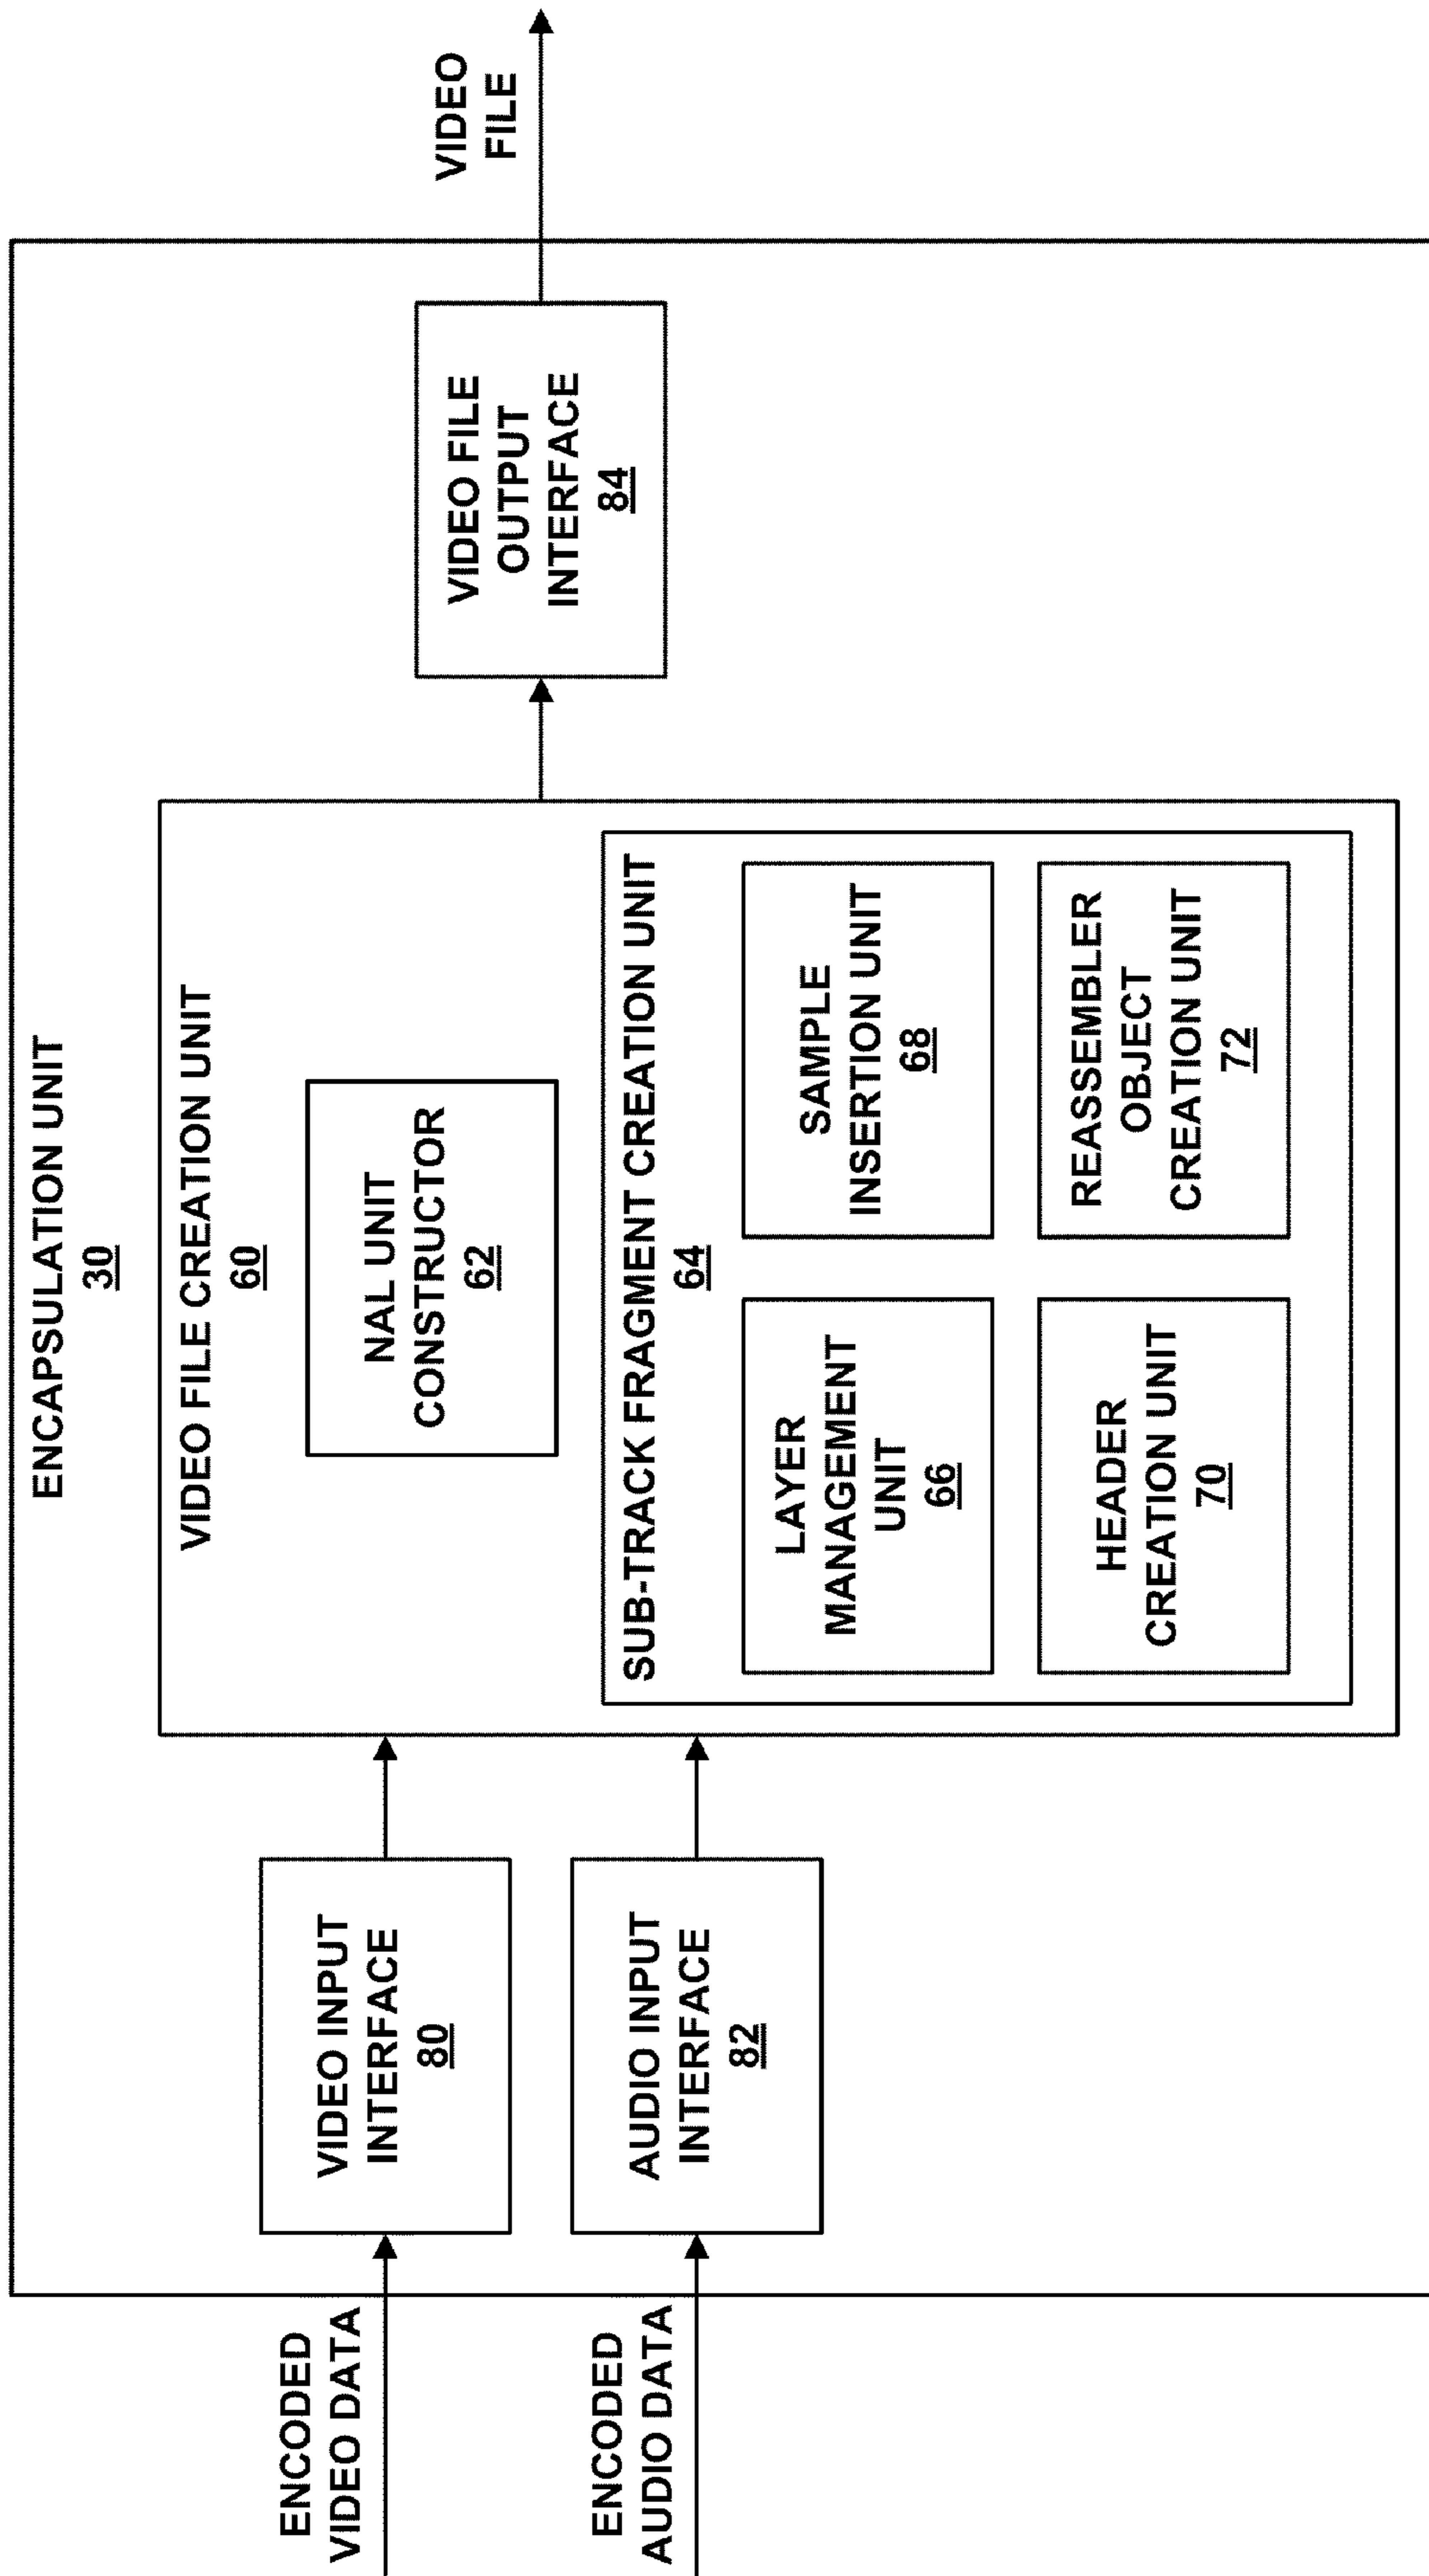 ENCAPSULATION UNIT
30
ENCODED
VIDEO DATA
ENCODED
AUDIO DATA
VIDEO INPUT
INTERFACE
80
AUDIO INPUT
INTERFACE
82
VIDEO FILE CREATION UNIT
60
NAL UNIT
CONSTRUCTOR
62
SUB-TRACK FRAGMENT CREATION UNIT
64
LAYER
MANAGEMENT
UNIT
66
SAMPLE
INSERTION UNIT
68
HEADER
CREATION UNIT
70
REASSEMBLER
OBJECT
CREATION UNIT
72
VIDEO FILE
OUTPUT
INTERFACE
84
VIDEO
FILE